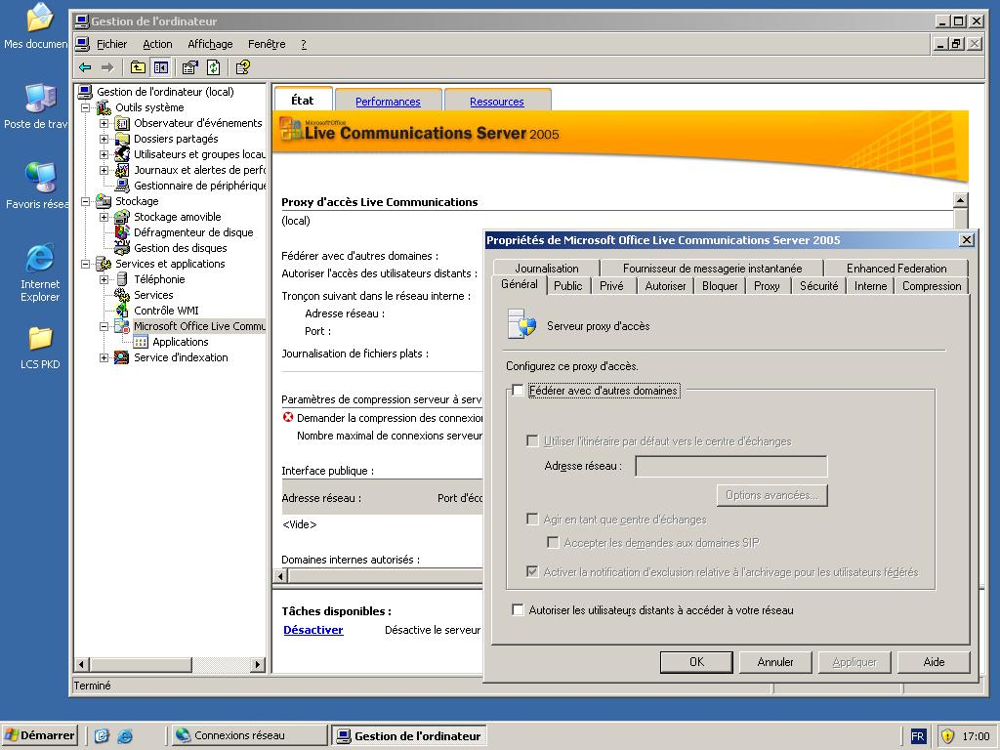 Mes documen
Poste de trav
Favoris résea
Internet
Explorer
LCS PKD
Gestion de l'ordinateur
Fichier Action Affichage Fenêtre ?
Gestion de l'ordinateur (local)
Outils système
Observateur d'événements
Dossiers partagés
Utilisateurs et groupes locau
Journaux et alertes de perfo
Gestionnaire de périphérique
Stockage
Stockage amovible
Défragmenteur de disque
Gestion des disques
Services et applications
Téléphonie
Services
Contrôle WMI
Microsoft Office Live Commu
Applications
Service d'indexation
État Performances Ressources
Microsoft Office
Live Communications Server 2005
Proxy d'accès Live Communications
(local)
Fédérer avec d'autres domaines :
Autoriser l'accès des utilisateurs distants :
Tronçon suivant dans le réseau interne :
Adresse réseau :
Port :
Journalisation de fichiers plats :
Paramètres de compression serveur à serv
Demander la compression des connexion
Nombre maximal de connexions serveur
Interface publique :
Adresse réseau : Port d'éco
<Vide>
Domaines internes autorisés :
Tâches disponibles :
Désactiver Désactive le serveur
Terminé
Propriétés de Microsoft Office Live Communications Server 2005
Journalisation Fournisseur de messagerie instantanée Enhanced Federation
Général Public Privé Autoriser Bloquer Proxy Sécurité Interne Compression
Serveur proxy d'accès
Configurez ce proxy d'accès.
Fédérer avec d'autres domaines
Utiliser l'itinéraire par défaut vers le centre d'échanges
Adresse réseau :
Options avancées...
Agir en tant que centre d'échanges
Accepter les demandes aux domaines SIP
Activer la notification d'exclusion relative à l'archivage pour les utilisateurs fédérés
Autoriser les utilisateurs distants à accéder à votre réseau
OK Annuler Appliquer Aide
Démarrer Connexions réseau Gestion de l'ordinateur FR 17:00